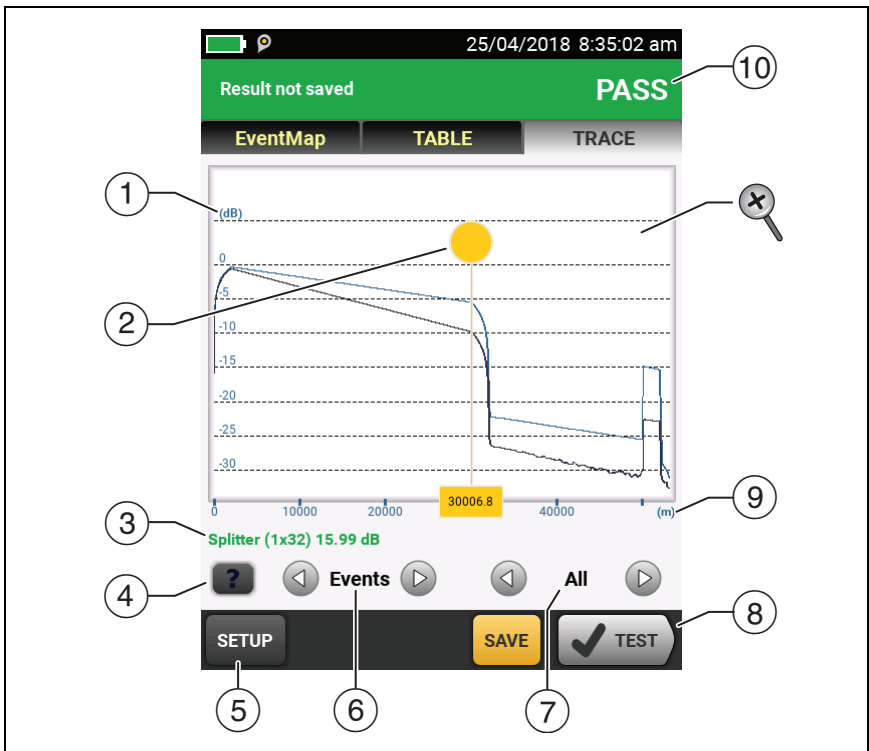 25/04/2018 8:35:02 am
Result not saved PASS
10
EventMap TABLE TRACE
1
(dB)
0
2
-5
-10
-15
-20
-25
-30
30006.8
0 10000 20000 40000 (m)
9
3
Splitter (1x32) 15.99 dB
4
? Events All
8
SETUP SAVE TEST
5
6
7